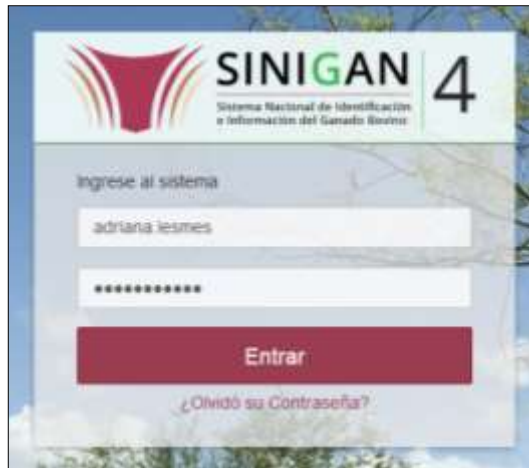 SINIGAN 4
Sistema Nacional de Identificación
e Información del Ganado Bovino
Ingrese al sistema
adriana lesmes
•••••••••••
Entrar
¿Olvidó su Contraseña?